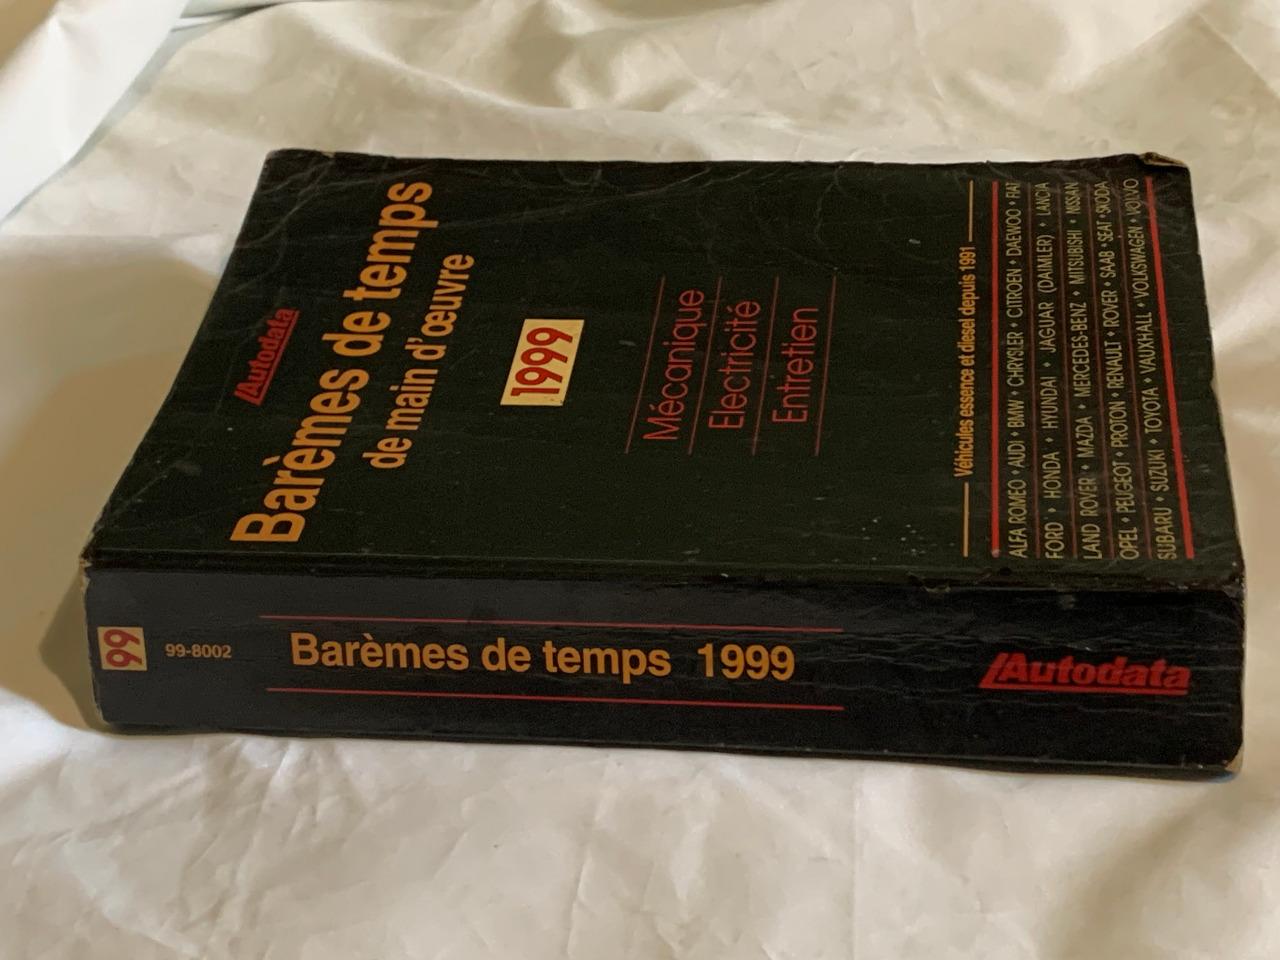 Autodata
Barèmes de temps
de main d'œuvre
1999
Mécanique
Electricité
Entretien
Véhicules essence et diesel depuis 1991
ALFA ROMEO • AUDI • BMW • CHRYSLER • CITROEN • DAEWOO • FIAT
FORD • HONDA • HYUNDAI • JAGUAR (DAIMLER) • LANCIA
LAND ROVER • MAZDA • MERCEDES-BENZ • MITSUBISHI • NISSAN
OPEL • PEUGEOT • PROTON • RENAULT • ROVER • SAAB • SEAT • SKODA
SUBARU • SUZUKI • TOYOTA • VAUXHALL • VOLKSWAGEN • VOLVO
99
99-8002
Barèmes de temps 1999
Autodata